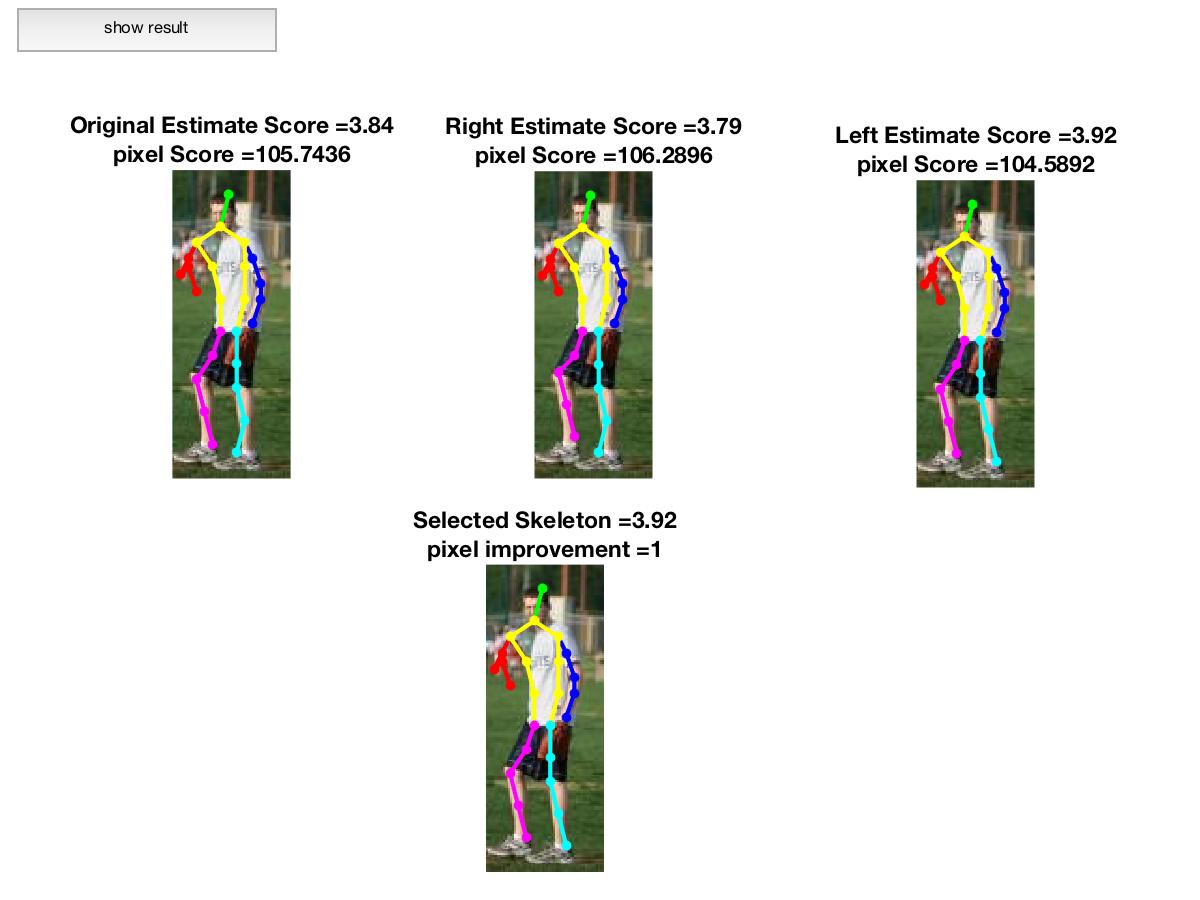 show result
Original Estimate Score =3.84
pixel Score =105.7436
Right Estimate Score =3.79
pixel Score =106.2896
Left Estimate Score =3.92
pixel Score =104.5892
Selected Skeleton =3.92
pixel improvement =1